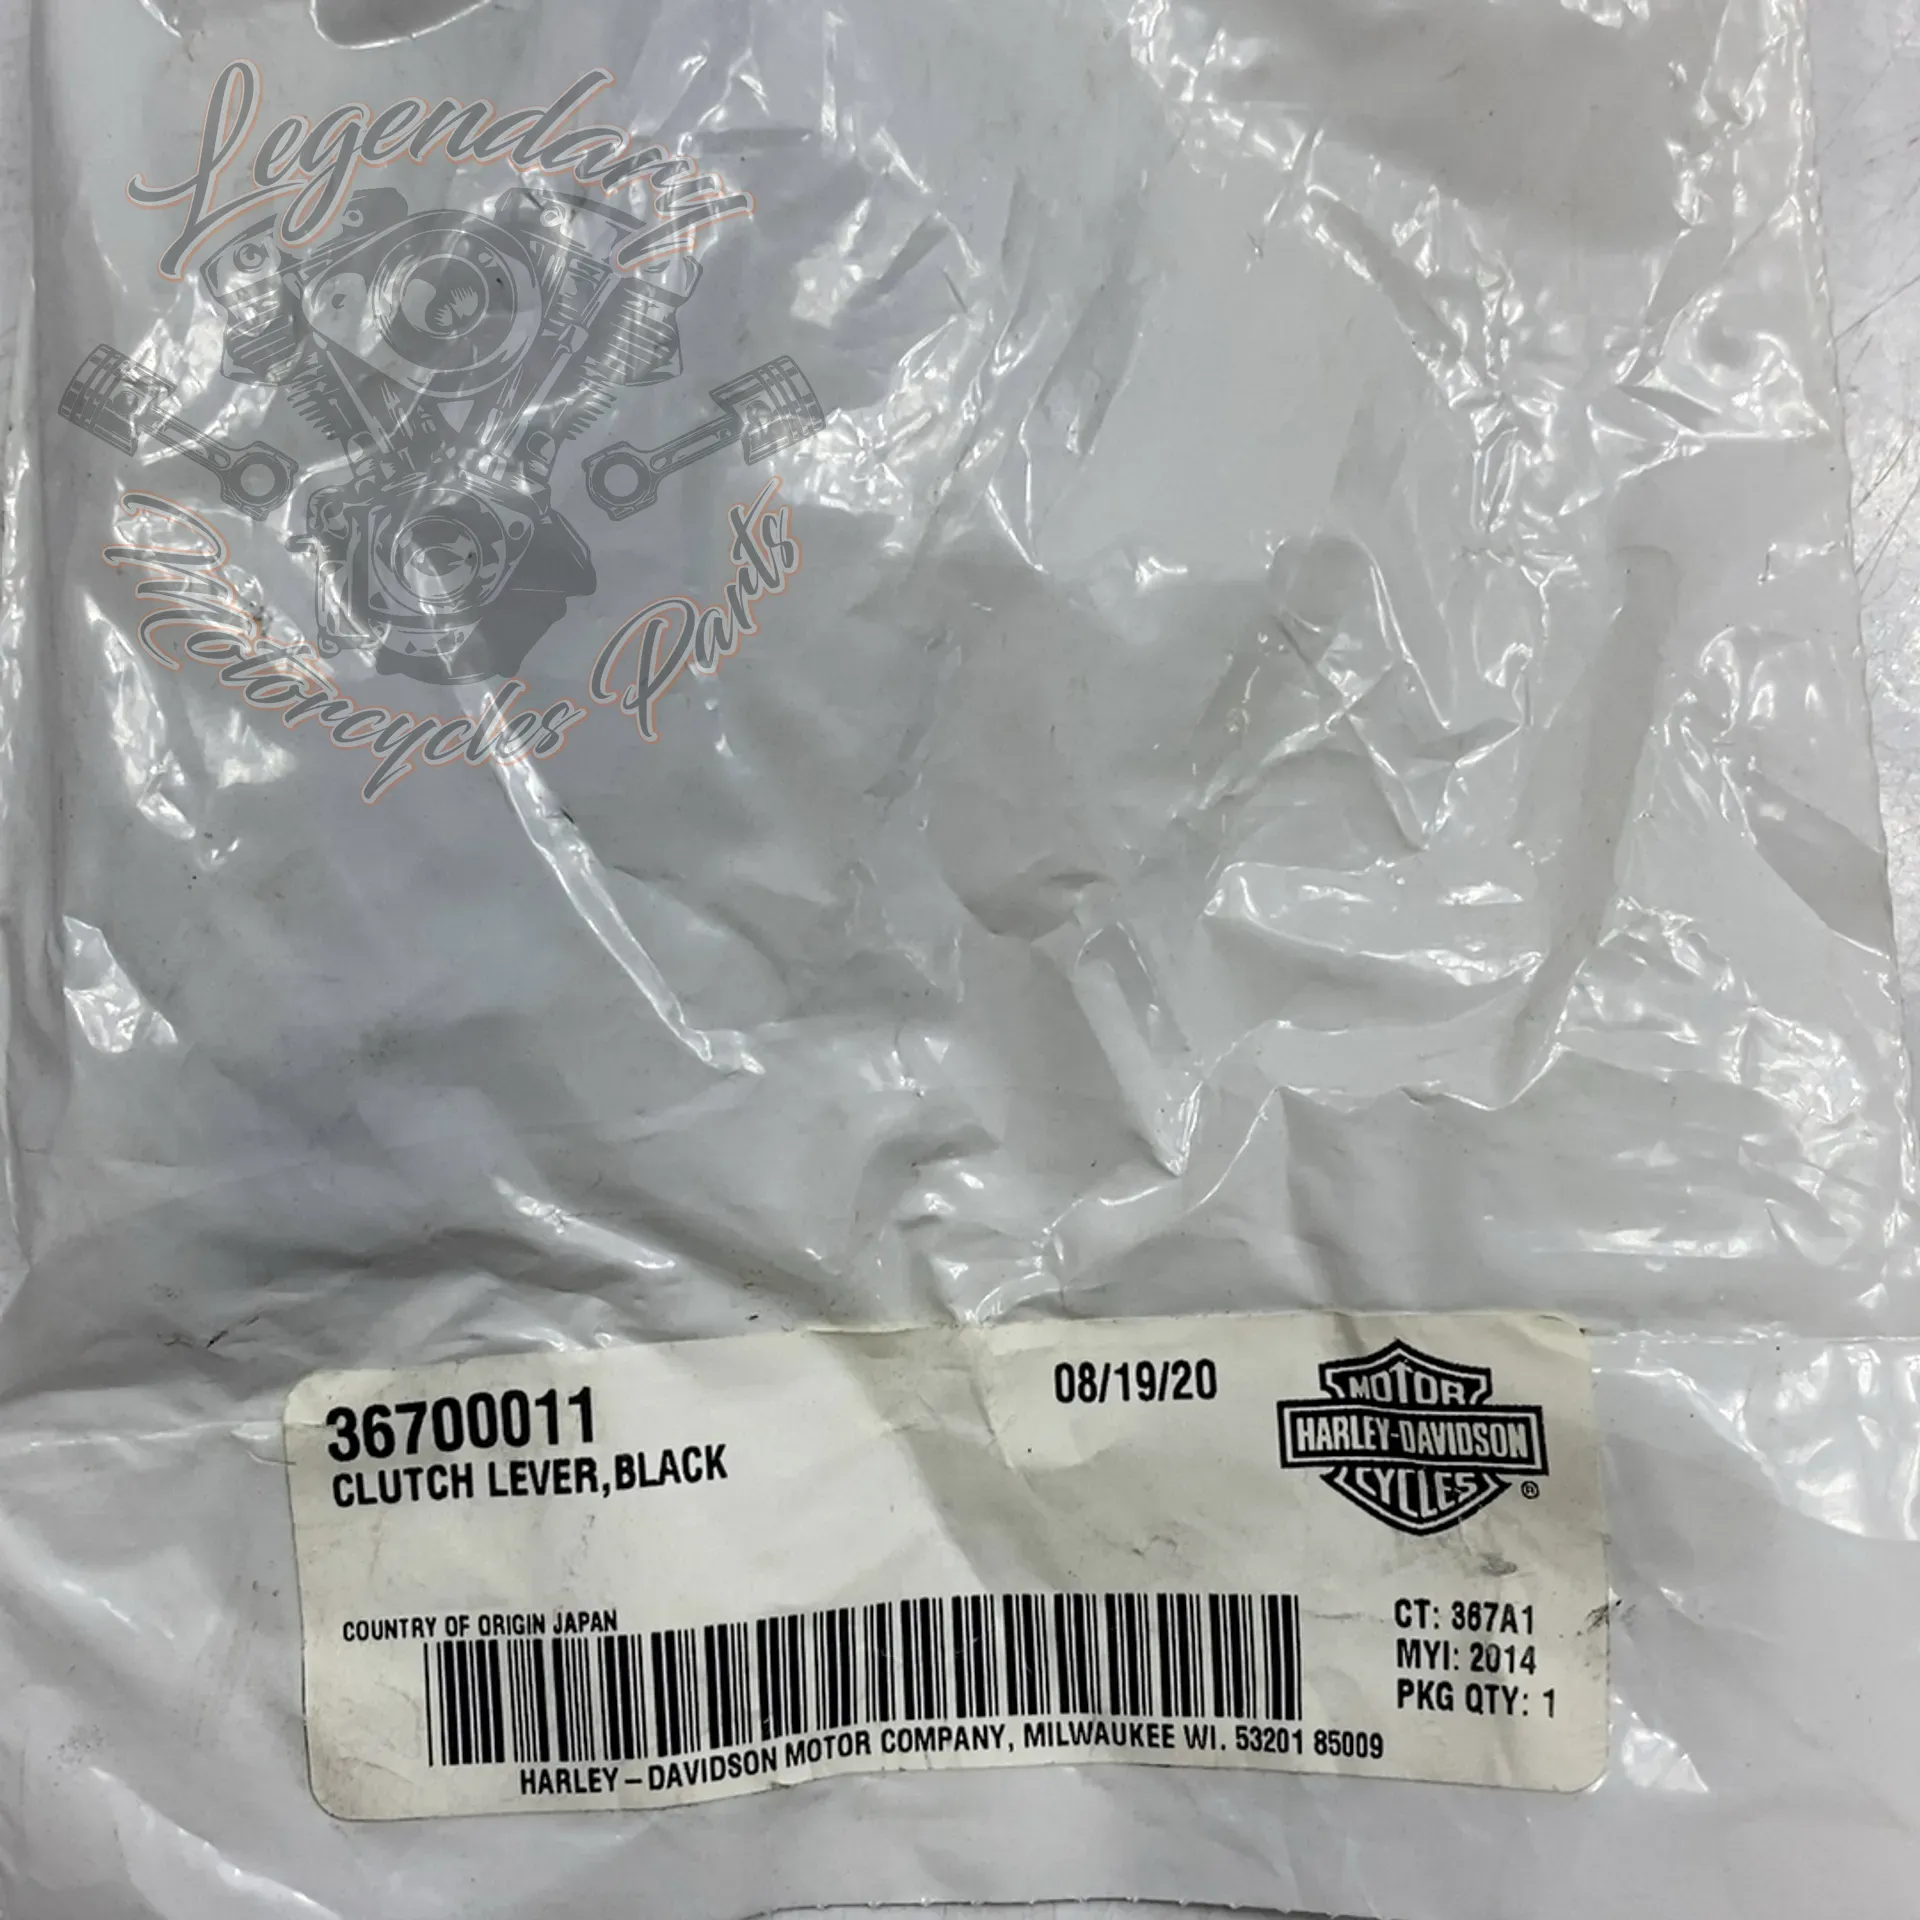 Legendary
Motorcycles Parts
36700011
CLUTCH LEVER,BLACK
08/19/20
MOTOR
HARLEY-DAVIDSON
CYCLES
®
COUNTRY OF ORIGIN JAPAN
CT: 367A1
MYI: 2014
PKG QTY: 1
HARLEY-DAVIDSON MOTOR COMPANY, MILWAUKEE WI. 53201 85009